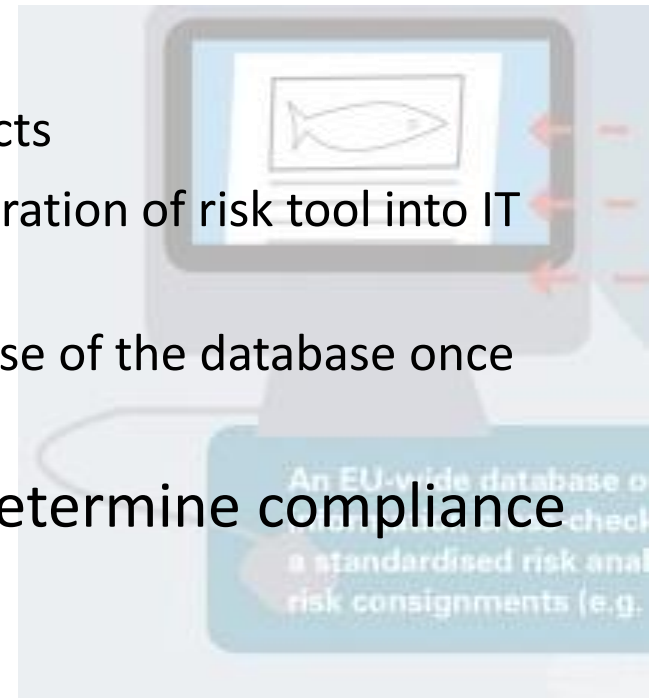 cts
ration of risk tool into IT
se of the database once
etermine compliance
An EU-wide database o
-check
a standardised risk anal
risk consignments (e.g.